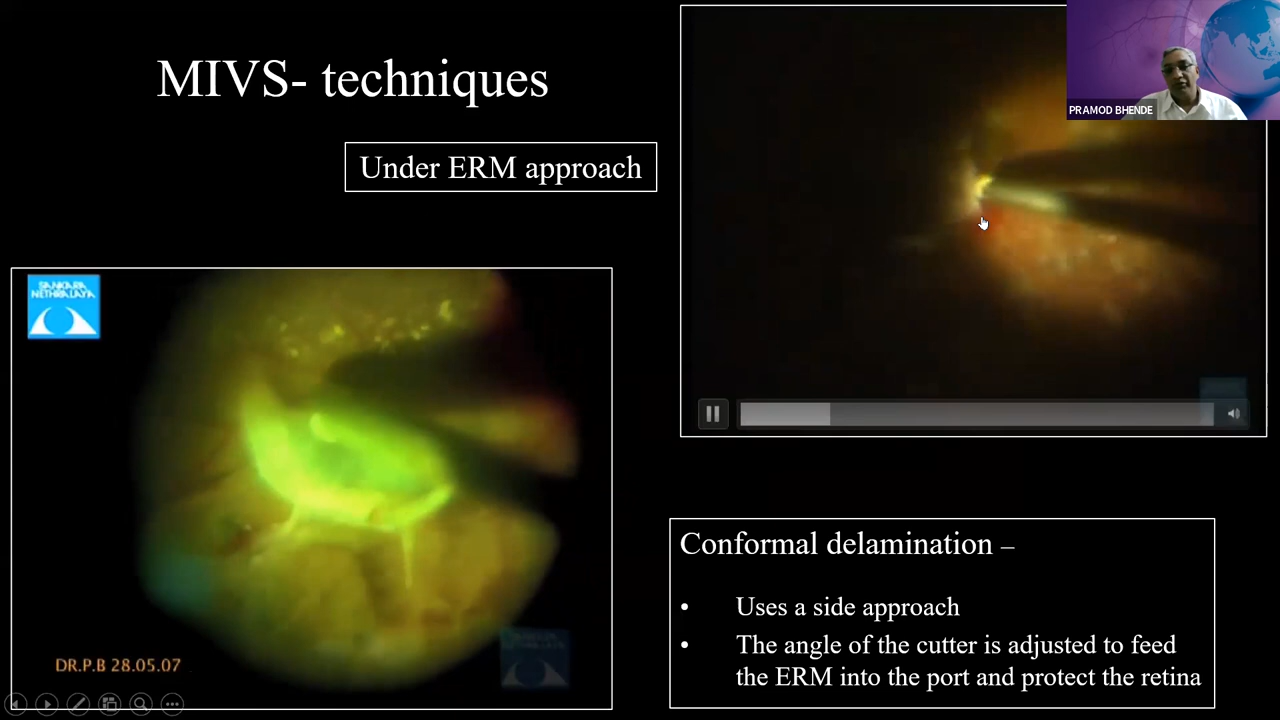 MIVS- techniques
PRAMOD BHENDE
Under ERM approach
SANKARA
NETHRALAYA
DR.P.B 28.05.07
Conformal delamination –
• Uses a side approach
• The angle of the cutter is adjusted to feed
the ERM into the port and protect the retina